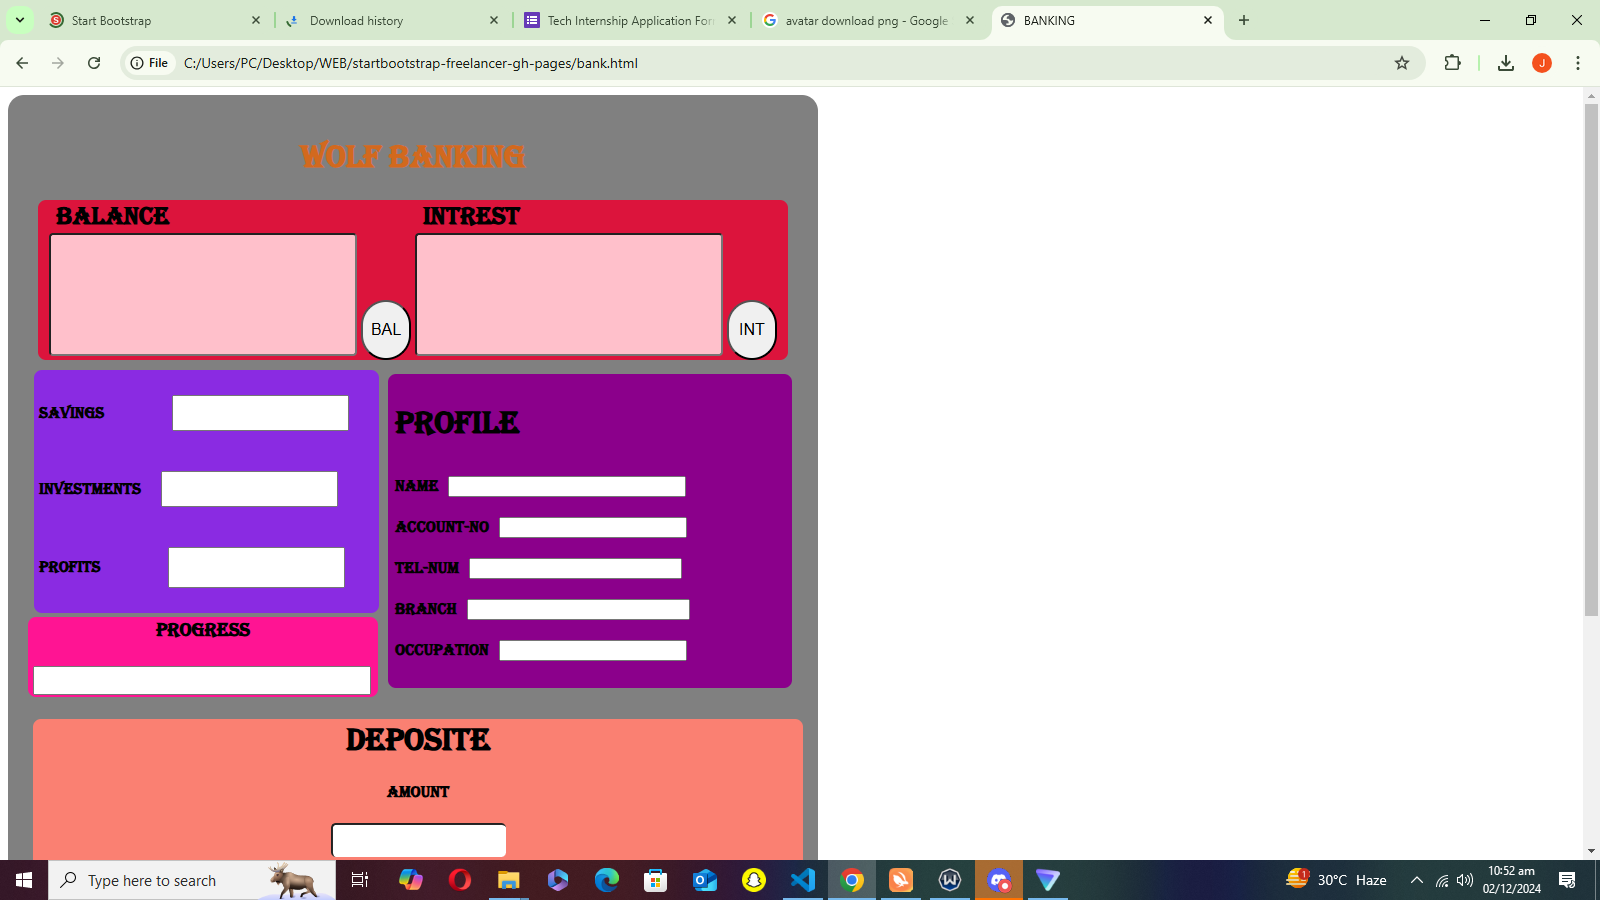 Start Bootstrap
Download history
Tech Internship Application For
avatar download png - Google
BANKING
File
C:/Users/PC/Desktop/WEB/startbootstrap-freelancer-gh-pages/bank.html
J
WOLF BANKING
BALANCE
INTREST
BAL
INT
SAVINGS
INVESTMENTS
PROFITS
PROGRESS
PROFILE
NAME
ACCOUNT-NO
TEL-NUM
BRANCH
OCCUPATION
DEPOSITE
AMOUNT
Type here to search
1
30°C Haze
10:52 am
02/12/2024